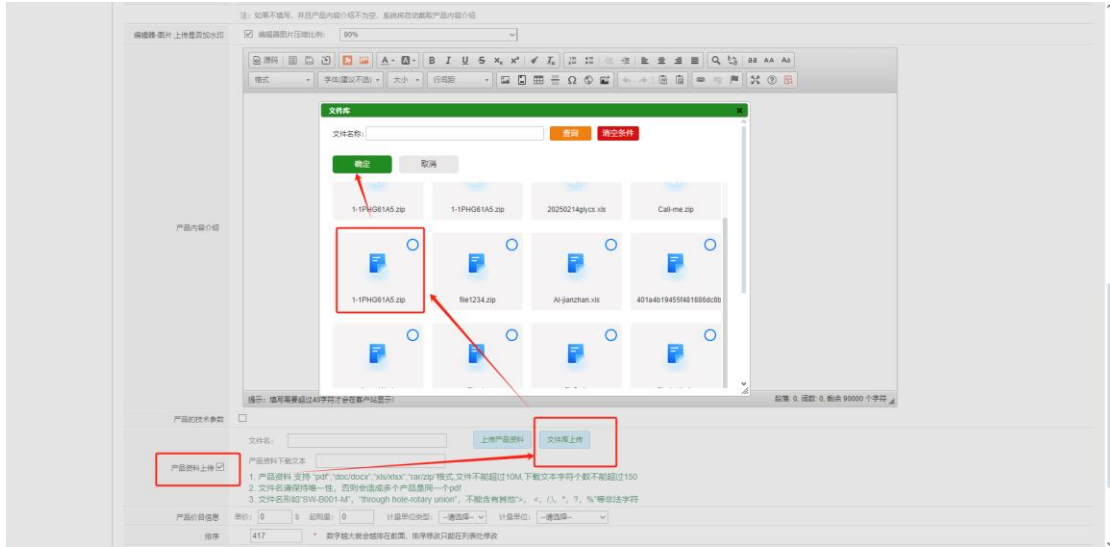 注：如果不填写，并且产品内容介绍不为空，系统将自动截取产品内容介绍
编辑器-图片 上传是否加水印 编辑器图片压缩比例： 90%
源码 A A B I U S x₂ x² Iₓ Ω aa AA Aa
格式 字体(建议不选) 大小 行间距
文件库
文件名称： 查询 清空条件
确定 取消
1-1PHG61A5.zip 1-1PHG61A5.zip 20250214glycs.xls Call-me.zip
产品内容介绍
1-1PHG61A5.zip file1234.zip AI-jianzhan.xls 401a4b19455f481886dc8b
提示：填写需要超过40字符才会在客户站显示！ 段落: 0, 词数: 0, 剩余 90000 个字符
产品的技术参数
文件名： 上传产品资料 文件库上传
产品资料上传 产品资料下载文本
1. 产品资料 支持 "pdf","doc/docx","xls/xlsx","rar/zip"格式,文件不能超过10M,下载文本字符个数不能超过150
2. 文件名请保持唯一性，否则会造成多个产品是同一个pdf
3. 文件名形如"SW-B001-M"，"through hole-rotary union"，不能含有其他">，<，/,\，*，?，%"等非法字符
产品价目信息 单价： 0 $ 起购量： 0 计量单位类型： --请选择-- 计量单位： --请选择--
排序 417 * 数字越大就会越排在前面，排序修改只能在列表处修改